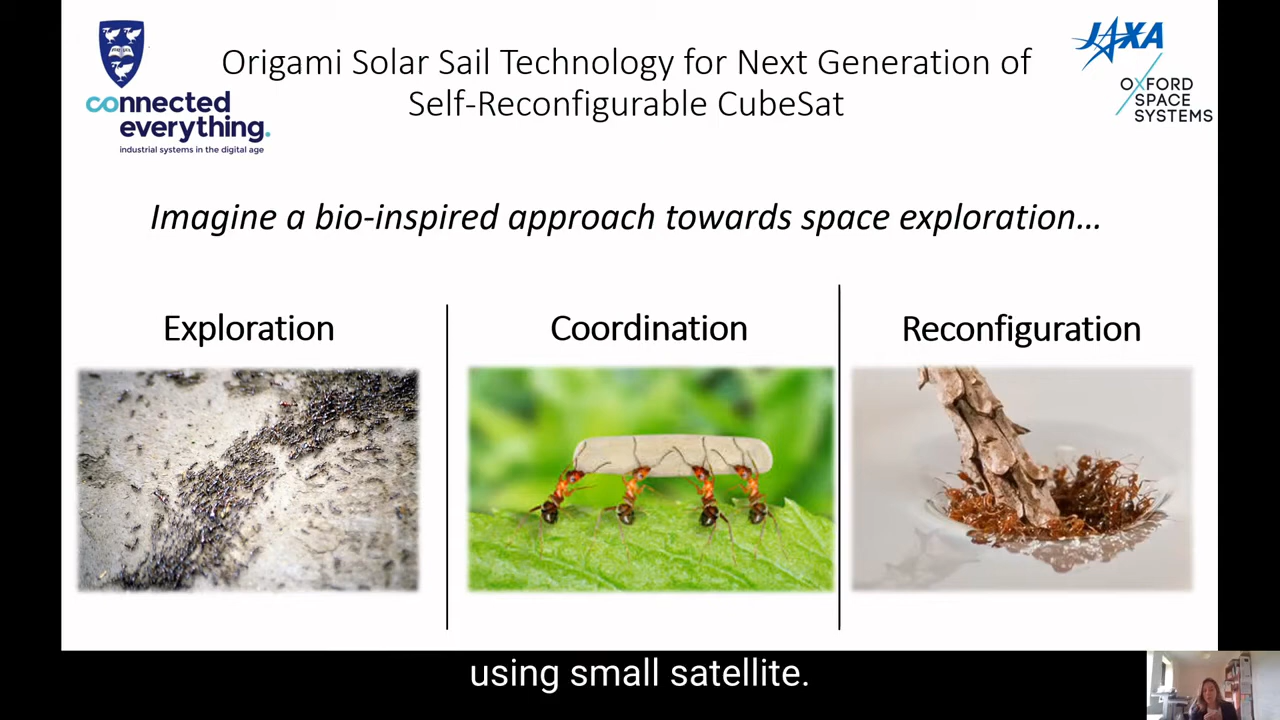 connected
everything.
industrial systems in the digital age
Origami Solar Sail Technology for Next Generation of
Self-Reconfigurable CubeSat
JAXA
OXFORD
SPACE
SYSTEMS
Imagine a bio-inspired approach towards space exploration...
Exploration
Coordination
Reconfiguration
using small satellite.